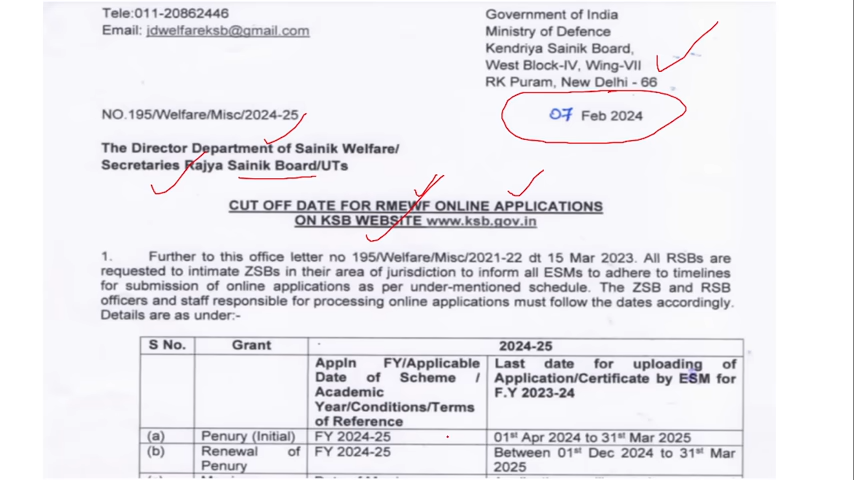 Tele:011-20862446
Email: jdwelfareksb@gmail.com
Government of India
Ministry of Defence
Kendriya Sainik Board,
West Block-IV, Wing-VII
RK Puram, New Delhi - 66
NO.195/Welfare/Misc/2024-25
07 Feb 2024
The Director Department of Sainik Welfare/
Secretaries Rajya Sainik Board/UTs
CUT OFF DATE FOR RMEWF ONLINE APPLICATIONS
ON KSB WEBSITE www.ksb.gov.in
1. Further to this office letter no 195/Welfare/Misc/2021-22 dt 15 Mar 2023. All RSBs are
requested to intimate ZSBs in their area of jurisdiction to inform all ESMs to adhere to timelines
for submission of online applications as per under-mentioned schedule. The ZSB and RSB
officers and staff responsible for processing online applications must follow the dates accordingly.
Details are as under:-
S No. Grant 2024-25
Appln FY/Applicable
Date of Scheme /
Academic
Year/Conditions/Terms
of Reference
Last date for uploading of
Application/Certificate by ESM for
F.Y 2023-24
(a) Penury (Initial) FY 2024-25 01st Apr 2024 to 31st Mar 2025
(b) Renewal of FY 2024-25 Between 01st Dec 2024 to 31st Mar
Penury 2025